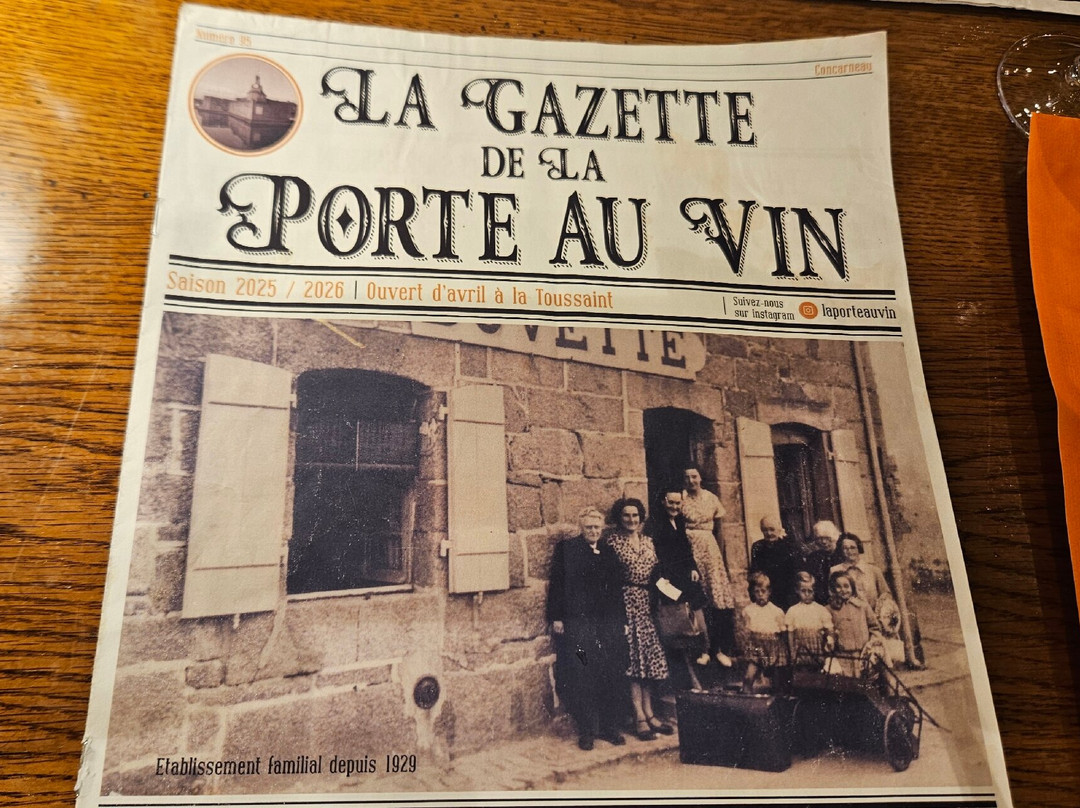 Numéro 95
Concarneau
LA GAZETTE
DE LA
PORTE AU VIN
Saison 2025 / 2026 | Ouvert d'avril à la Toussaint
Suivez-nous
sur instagram
laporteauvin
Etablissement familial depuis 1929